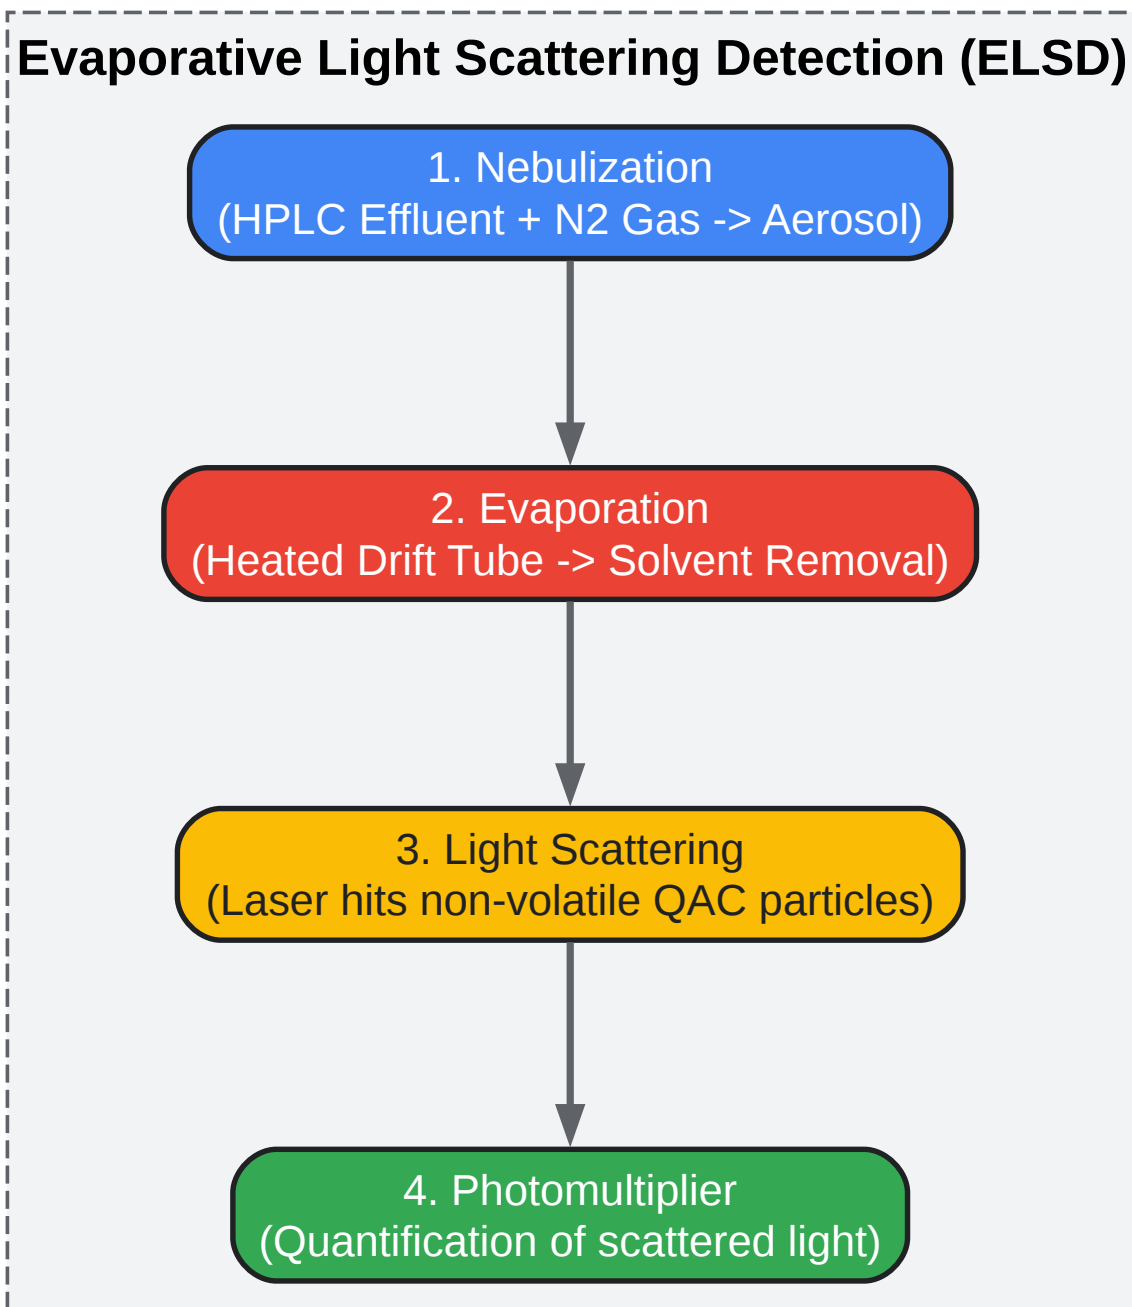 Evaporative Light Scattering Detection (ELSD)
1. Nebulization
(HPLC Effluent + N2 Gas -> Aerosol)
2. Evaporation
(Heated Drift Tube -> Solvent Removal)
3. Light Scattering
(Laser hits non-volatile QAC particles)
4. Photomultiplier
(Quantification of scattered light)